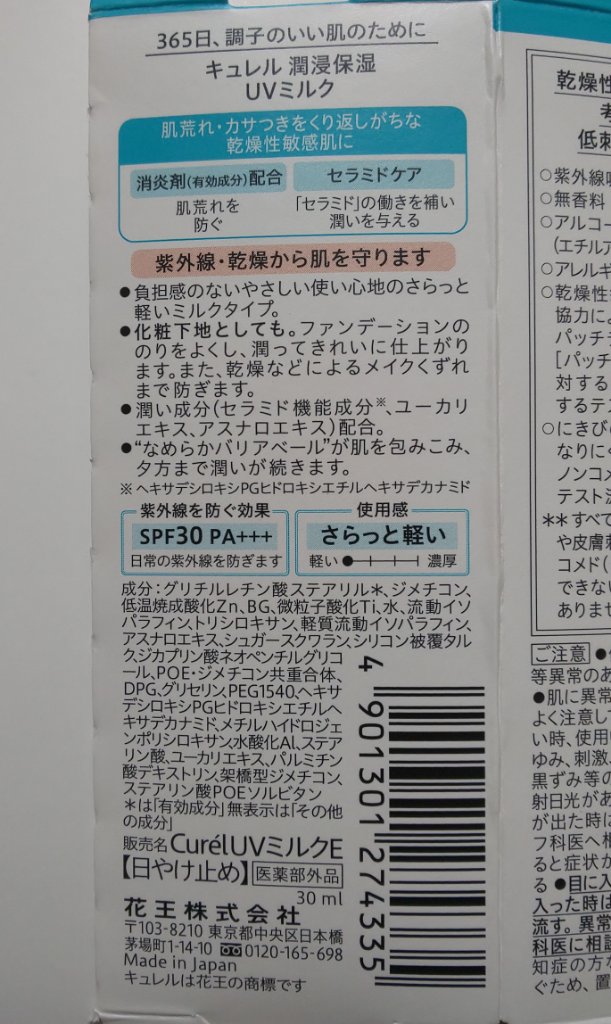 365日、調子のいい肌のために
キュレル 潤浸保湿
UVミルク
肌荒れ・カサつきをくり返しがちな
乾燥性敏感肌に
消炎剤(有効成分)配合
肌荒れを
防ぐ
セラミドケア
「セラミド」の働きを補い
潤いを与える
紫外線・乾燥から肌を守ります
●負担感のないやさしい使い心地のさらっと
軽いミルクタイプ。
●化粧下地としても。ファンデーションの
のりをよくし、潤ってきれいに仕上がり
ます。また、乾燥などによるメイクくずれ
まで防ぎます。
●潤い成分(セラミド機能成分※、ユーカリ
エキス、アスナロエキス)配合。
●“なめらかバリアベール”が肌を包みこみ、
夕方まで潤いが続きます。
※ ヘキサデシロキシPGヒドロキシエチルヘキサデカナミド
紫外線を防ぐ効果
SPF30 PA+++
日常の紫外線を防ぎます
使用感
さらっと軽い
軽い 濃厚
成分:グリチルレチン酸ステアリル*、ジメチコン、
低温焼成酸化Zn、BG、微粒子酸化Ti、水、流動イソ
パラフィン、トリシロキサン、軽質流動イソパラフィン、
アスナロエキス、シュガースクワラン、シリコン被覆タル
ク、ジカプリン酸ネオペンチルグリコ
ール、POE・ジメチコン共重合体、
DPG、グリセリン、PEG1540、ヘキサ
デシロキシPGヒドロキシエチルヘ
キサデカナミド、メチルハイドロジェ
ンポリシロキサン、水酸化Al、ステア
リン酸、ユーカリエキス、パルミチン
酸デキストリン、架橋型ジメチコン、
ステアリン酸POEソルビタン
*は「有効成分」無表示は「その他
の成分」
販売名 CurélUVミルクE
【日やけ止め】 医薬部外品
30 ml
花王株式会社
〒103-8210 東京都中央区日本橋
茅場町1-14-10 0120-165-698
Made in Japan
キュレルは花王の商標です
4 901301 274335
乾燥性
考
低刺
○紫外線吸
○無香料
○アルコー
(エチルア
○アレルギ
○乾燥性
協力に
パッチテ
[パッチ
対する
するテス
○にきびの
なりにく
ノンコメ
テスト済
**すべて
や皮膚刺
コメド(
できない
ありませ
ご注意
等異常のあ
●肌に異常
よく注意して
い時、使用
ゆみ、刺激、
黒ずみ等の
射日光があ
が出た時は
フ科医へ相
ると症状が
る ●目に入
入った時は
流す。異常
科医に相談
知症の方な
ぐため、置